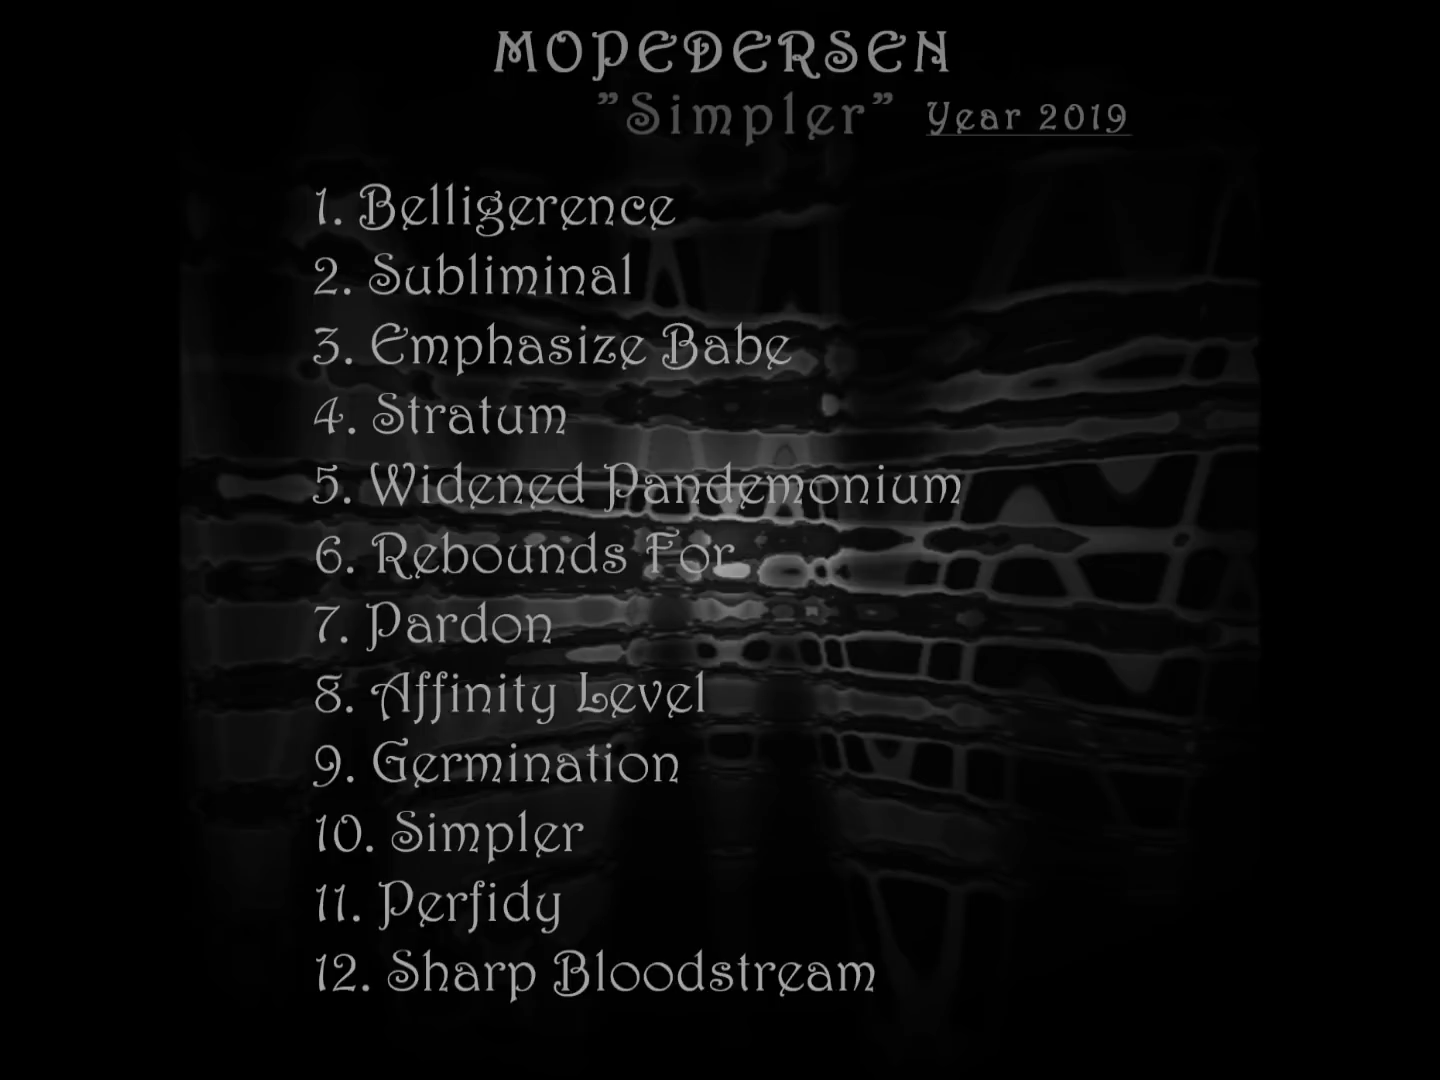 MOPEDERSEN
"Simpler" Year 2019
1. Belligerence
2. Subliminal
3. Emphasize Babe
4. Stratum
5. Widened Pandemonium
6. Rebounds For
7. Pardon
8. Affinity Level
9. Germination
10. Simpler
11. Perfidy
12. Sharp Bloodstream